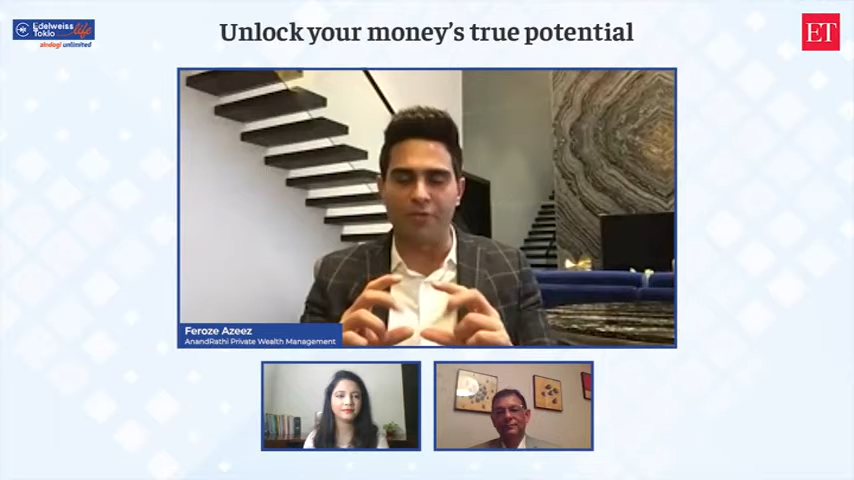 Edelweiss
Tokio life
zindagi unlimited
Unlock your money’s true potential
ET
Feroze Azeez
AnandRathi Private Wealth Management